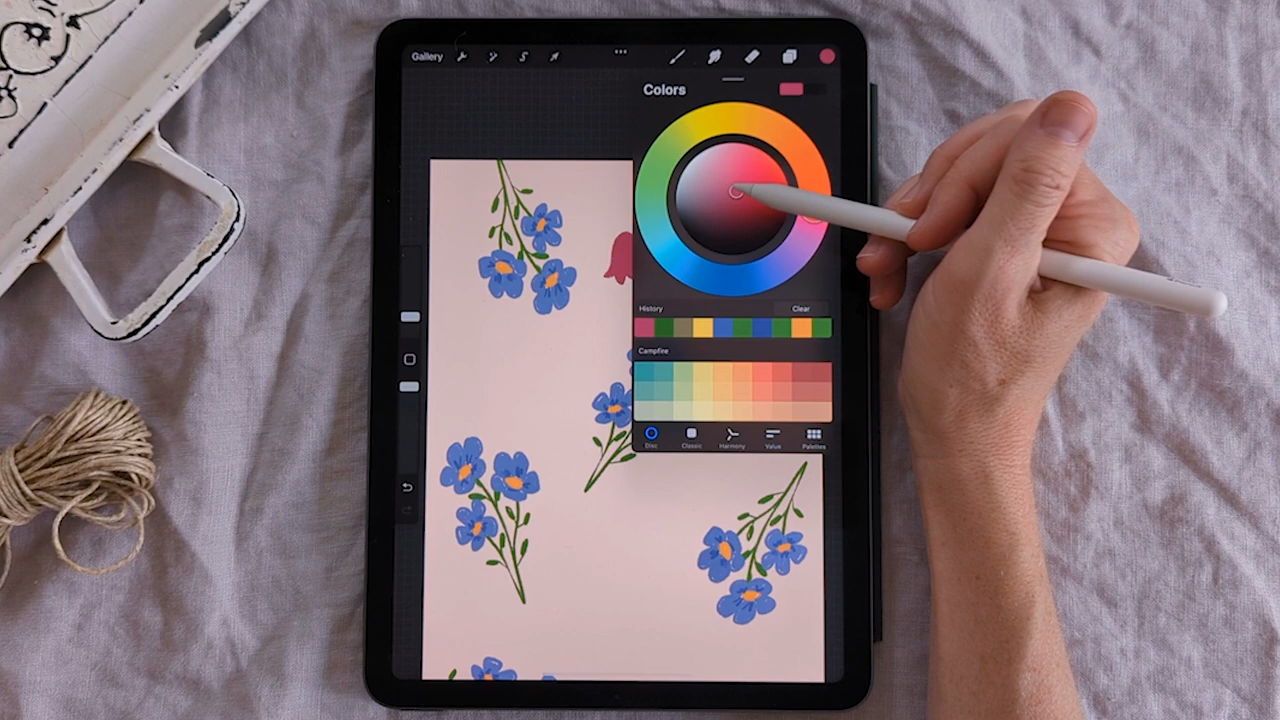 Gallery
Colors
History
Clear
Campfire
Disc
Classic
Harmony
Value
Palettes